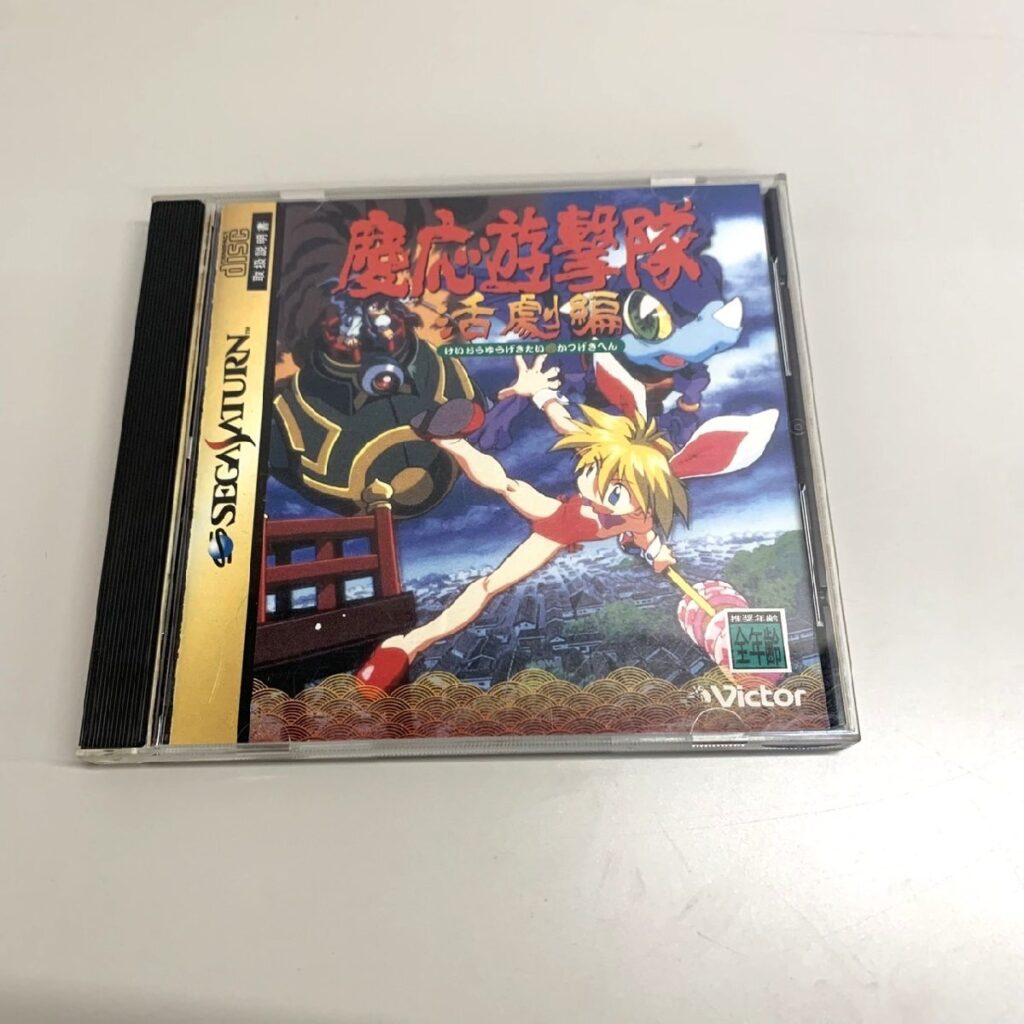 COMPACT
disc
取扱説明書
SEGA SATURN™
慶応遊撃隊
活劇編
けいおうゆうげきたい かつげきへん
推奨年齢
全年齢
Victor